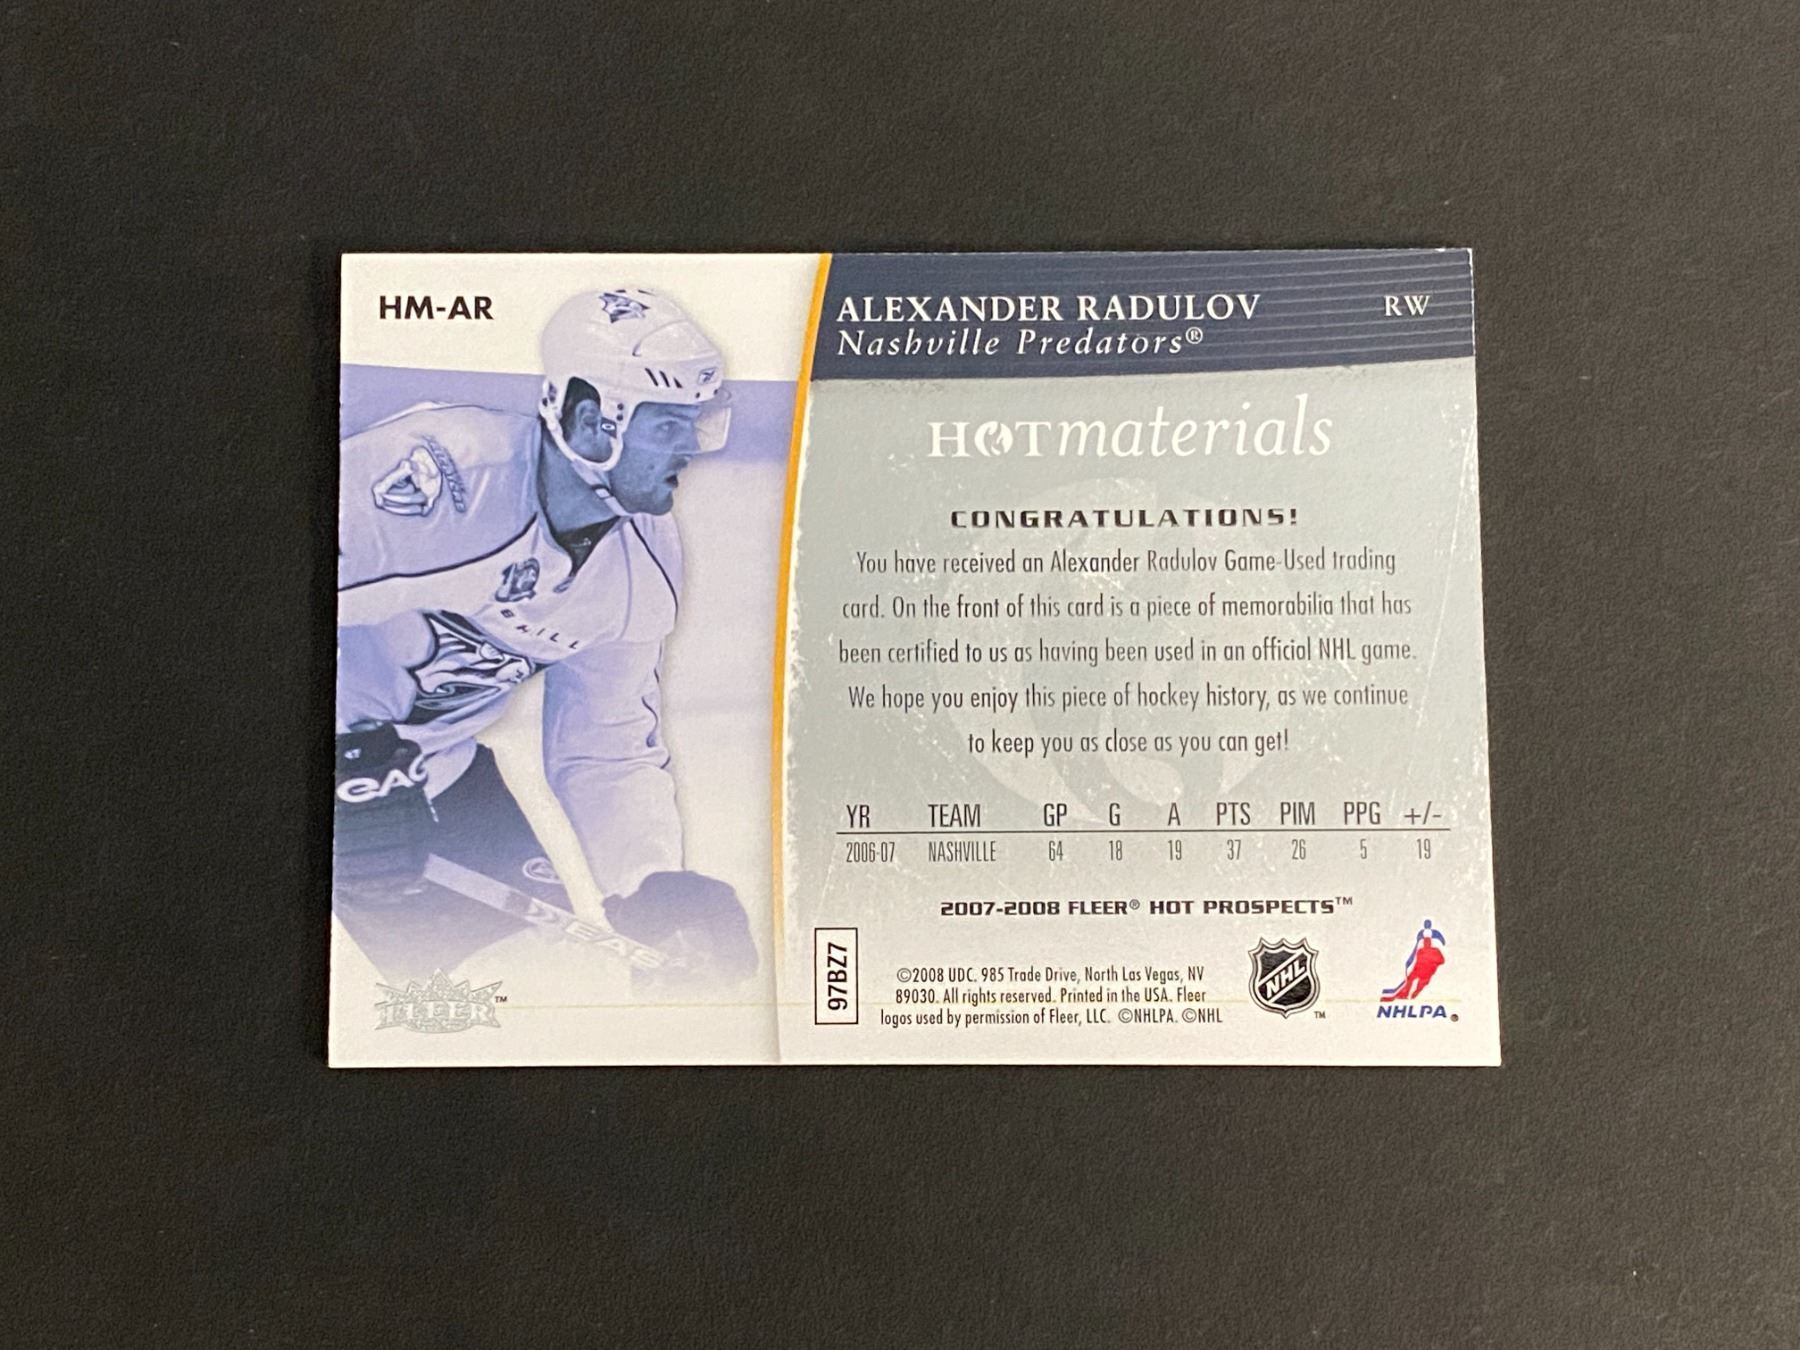 HM-AR
ALEXANDER RADULOV RW
Nashville Predators®
HOTmaterials
CONGRATULATIONS!
You have received an Alexander Radulov Game-Used trading
card. On the front of this card is a piece of memorabilia that has
been certified to us as having been used in an official NHL game.
We hope you enjoy this piece of hockey history, as we continue
to keep you as close as you can get!
YR TEAM GP G A PTS PIM PPG +/-
2006-07 NASHVILLE 64 18 19 37 26 5 19
2007-2008 FLEER® HOT PROSPECTS™
97BZ7
©2008 UDC. 985 Trade Drive, North Las Vegas, NV
89030. All rights reserved. Printed in the USA. Fleer
logos used by permission of Fleer, LLC. ©NHLPA. ©NHL
NHL™
NHLPA®
FLEER™
47